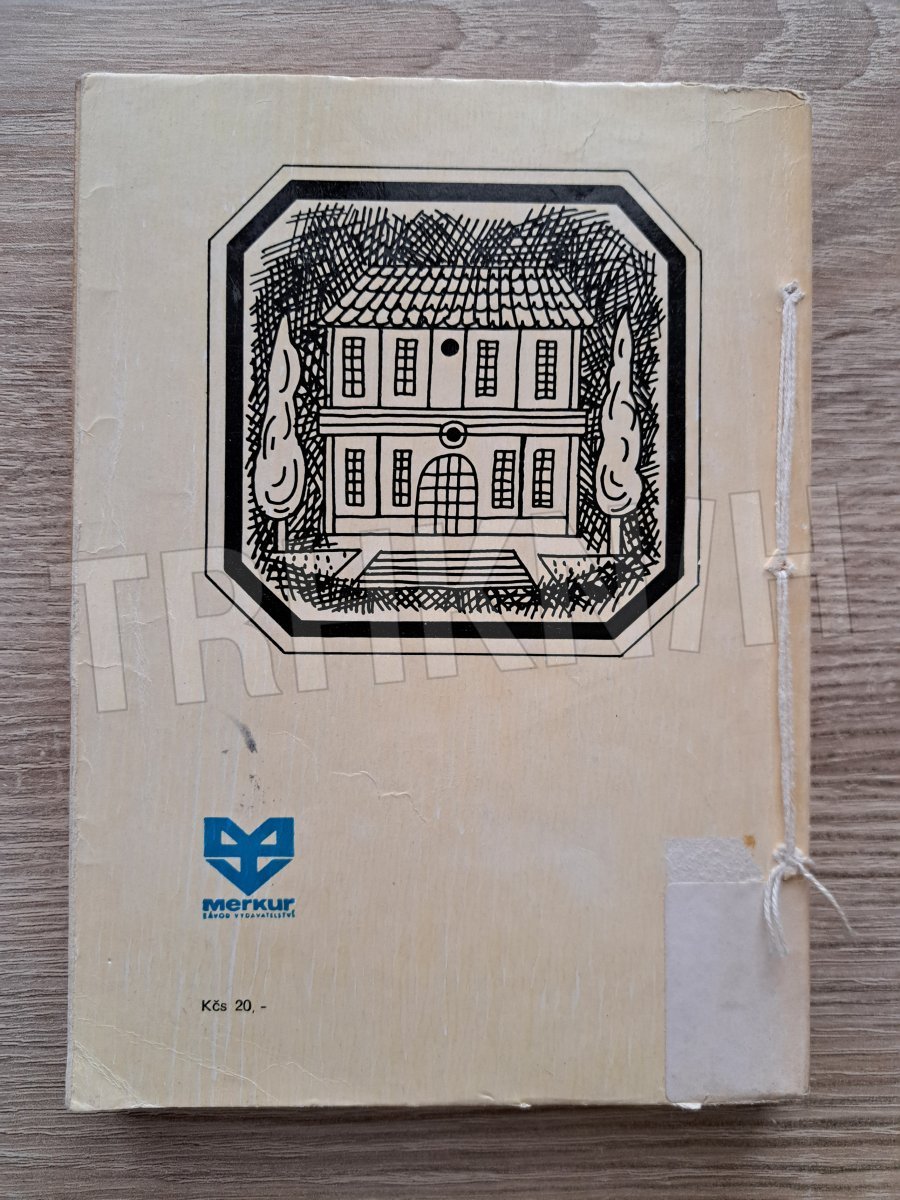 TRHKNIH
merkur
ZÁVOD VYDAVATELSTVÍ
Kčs 20,-